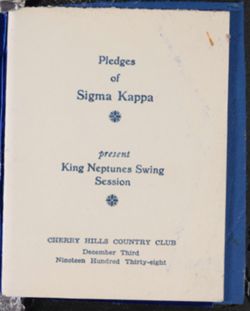 Pledges
of
Sigma Kappa
present
King Neptunes Swing
Session
CHERRY HILLS COUNTRY CLUB
December Third
Nineteen Hundred Thirty-eight